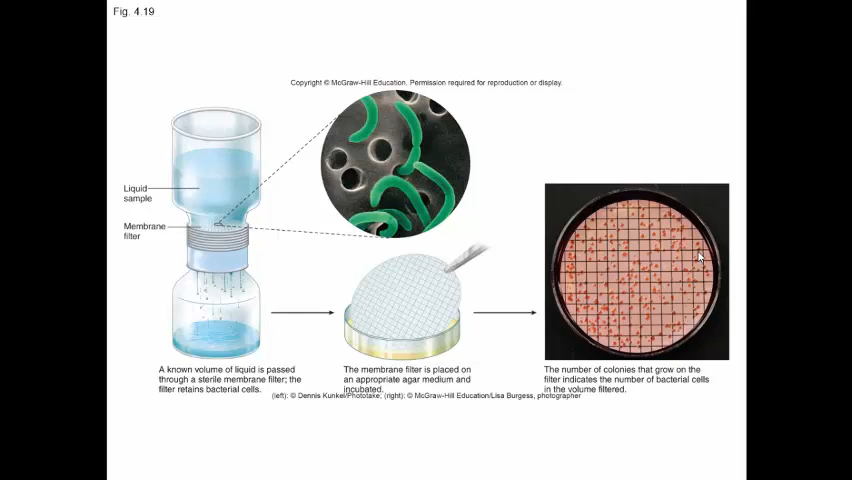 Fig. 4.19
Copyright © McGraw-Hill Education, Permission required for reproduction or display.
Liquid
sample
Membrane
filter
A known volume of liquid is passed
through a sterile membrane filter; the
filter retains bacterial cells.
The membrane filter is placed on
an appropriate agar medium and
incubated.
The number of colonies that grow on the
filter indicates the number of bacterial cells
in the volume filtered.
(left): © Dennis Kunkel/Phototake; (right): © McGraw-Hill Education/Lisa Burgess, photographer